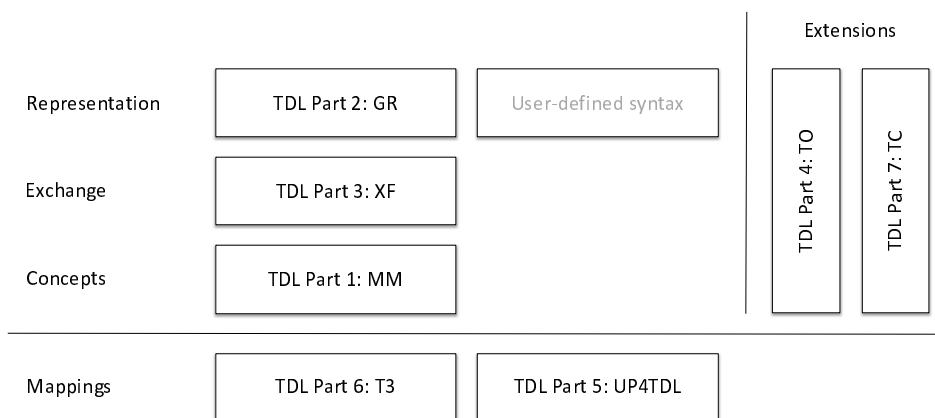 Extensions
Representation
TDL Part 2: GR
User-defined syntax
TDL Part 4: TO
TDL Part 7: TC
Exchange
TDL Part 3: XF
Concepts
TDL Part 1: MM
Mappings
TDL Part 6: T3
TDL Part 5: UP4TDL